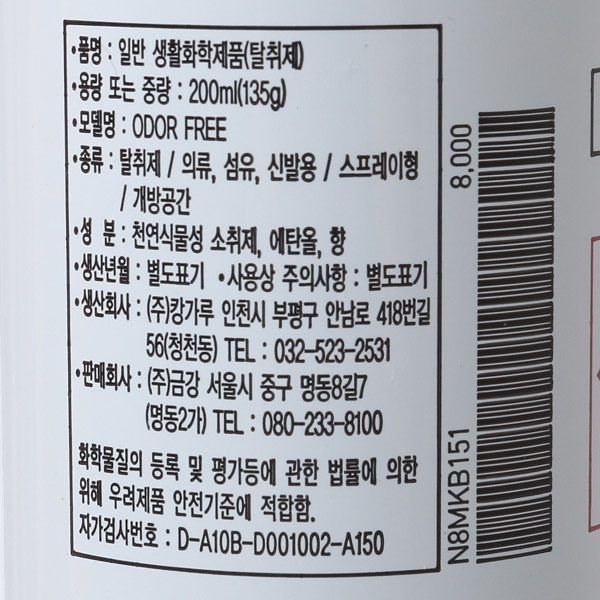 ·품명 : 일반 생활화학제품(탈취제)
·용량 또는 중량 : 200ml(135g)
·모델명 : ODOR FREE
·종류 : 탈취제 / 의류, 섬유, 신발용 / 스프레이형
/ 개방공간
·성 분 : 천연식물성 소취제, 에탄올, 향
·생산년월 : 별도표기 ·사용상 주의사항 : 별도표기
·생산회사 : (주)캉가루 인천시 부평구 안남로 418번길
56(청천동) TEL : 032-523-2531
·판매회사 : (주)금강 서울시 중구 명동8길7
(명동2가) TEL : 080-233-8100
화학물질의 등록 및 평가등에 관한 법률에 의한
위해 우려제품 안전기준에 적합함.
자가검사번호 : D-A10B-D001002-A150
8,000
N8MKB151